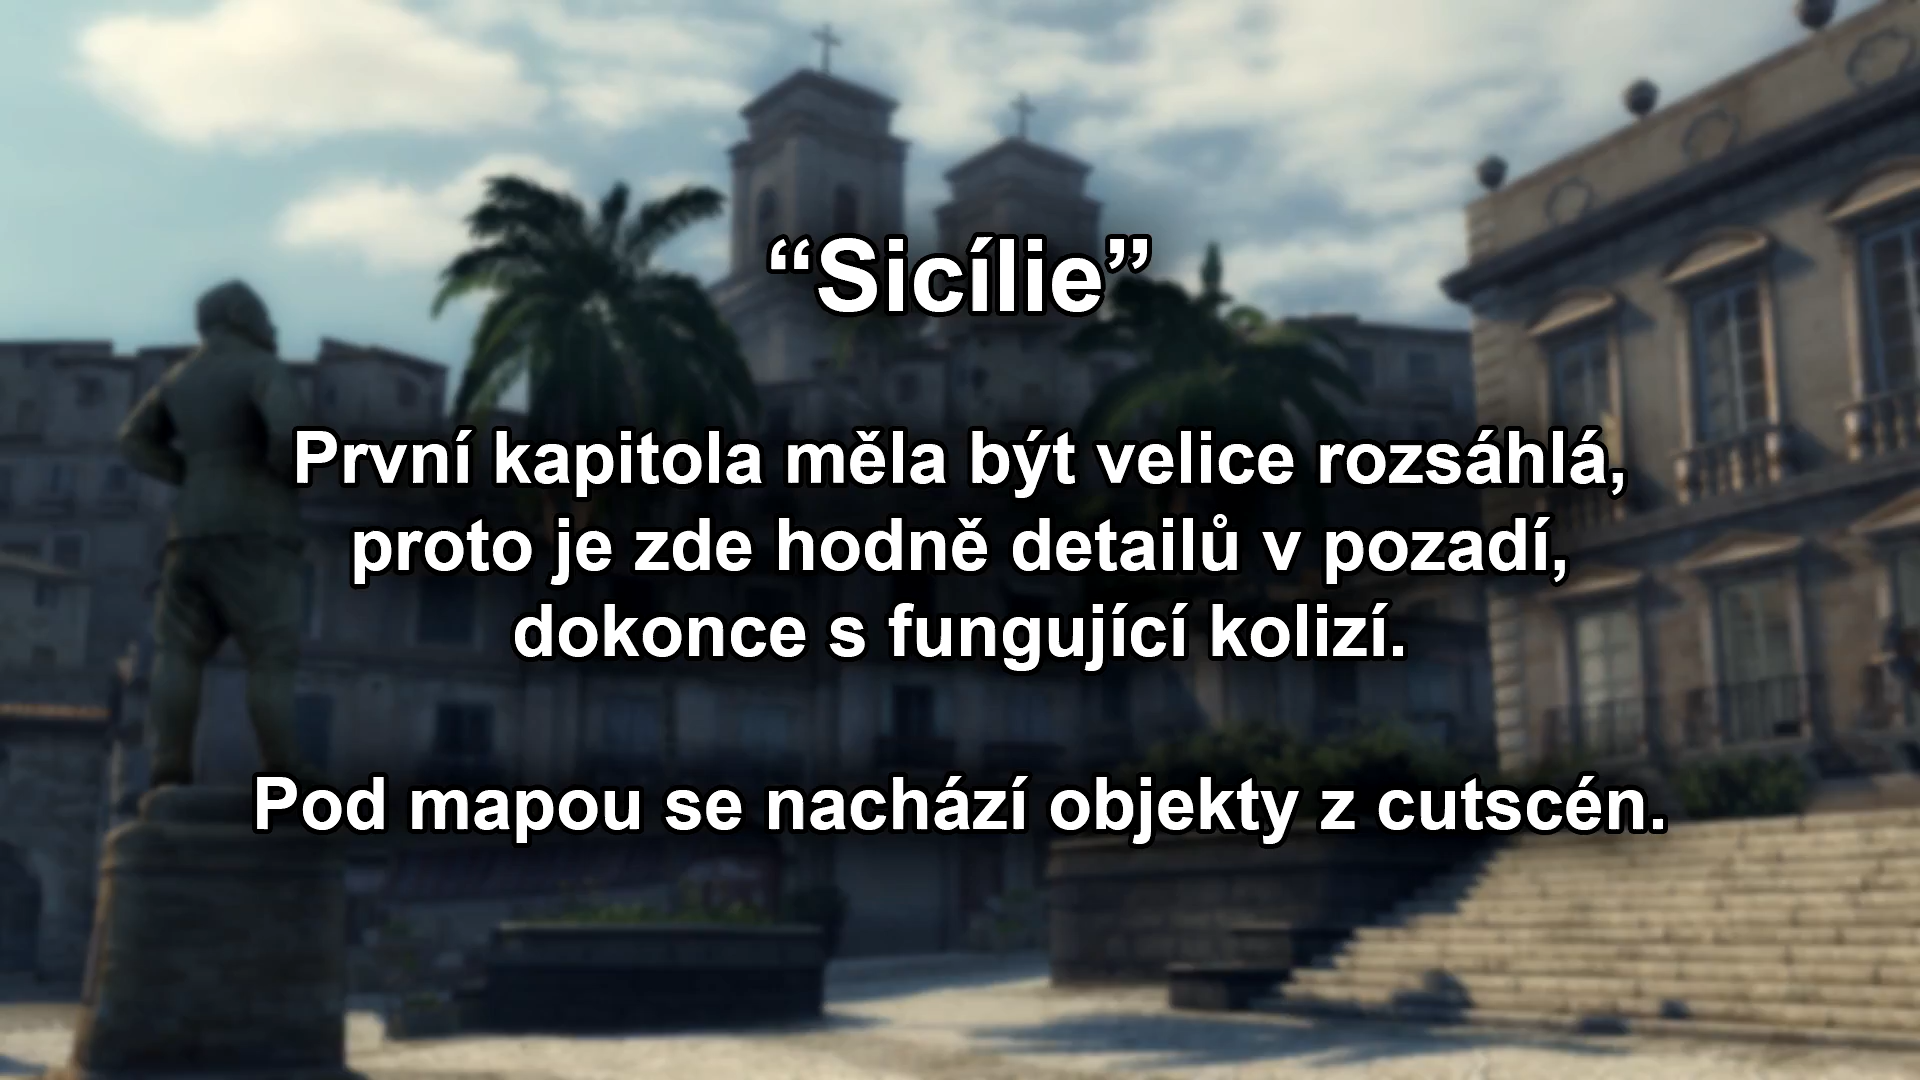 “Sicílie”
První kapitola měla být velice rozsáhlá,
proto je zde hodně detailů v pozadí,
dokonce s fungující kolizí.
Pod mapou se nachází objekty z cutscén.